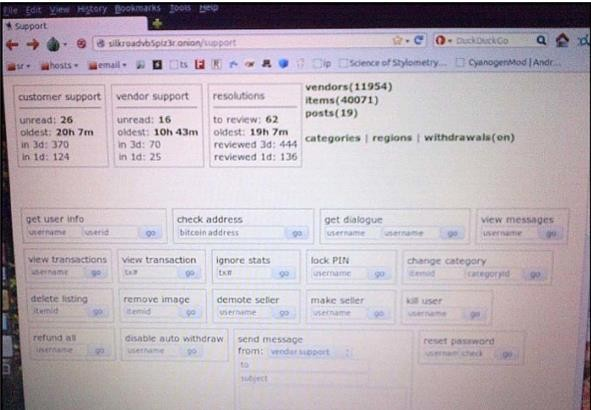 File Edit View History Bookmarks Tools Help
Support
silkroadvb5piz3r.onion/support
DuckDuckGo
sr hosts email ts ip Science of Stylometry... CyanogenMod | Andr...
customer support
unread: 26
oldest: 20h 7m
in 3d: 370
in 1d: 124
vendor support
unread: 16
oldest: 10h 43m
in 3d: 70
in 1d: 25
resolutions
to review: 62
oldest: 19h 7m
reviewed 3d: 444
reviewed 1d: 136
vendors(11954)
items(40071)
posts(19)
categories | regions | withdrawals(on)
get user info
username userid go
check address
bitcoin address go
get dialogue
username username go
view messages
username go
view transactions
username go
view transaction
tx# go
ignore stats
tx# go
lock PIN
username go
change category
itemid categoryid go
delete listing
itemid go
remove image
itemid go
demote seller
username go
make seller
username go
kill user
username go
refund all
username go
disable auto withdraw
username go
send message
from: vendor support
to
subject
reset password
username check go